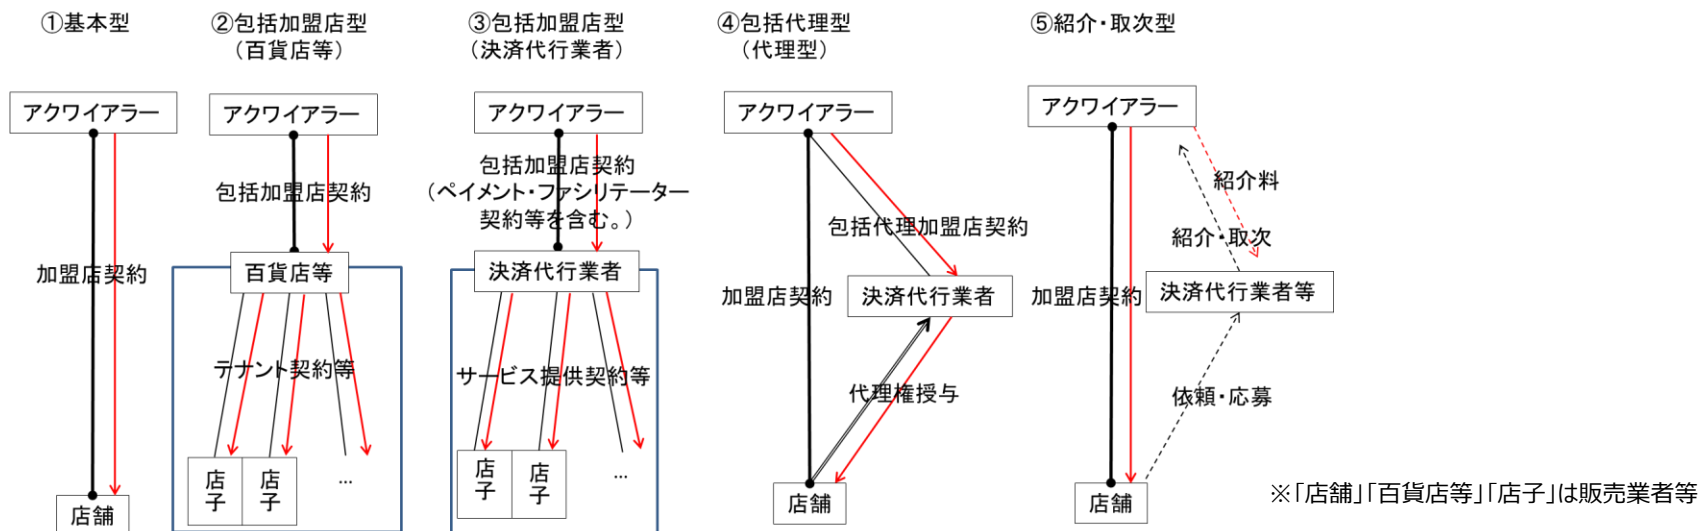 ①基本型
アクワイアラー
加盟店契約
店舗
②包括加盟店型
（百貨店等）
アクワイアラー
包括加盟店契約
百貨店等
テナント契約等
店子
店子
…
③包括加盟店型
（決済代行業者）
アクワイアラー
包括加盟店契約
（ペイメント・ファシリテーター
契約等を含む。）
決済代行業者
サービス提供契約等
店子
店子
…
④包括代理型
（代理型）
アクワイアラー
包括代理加盟店契約
加盟店契約
決済代行業者
代理権授与
店舗
⑤紹介・取次型
アクワイアラー
紹介料
紹介・取次
加盟店契約
決済代行業者等
依頼・応募
店舗
※「店舗」「百貨店等」「店子」は販売業者等